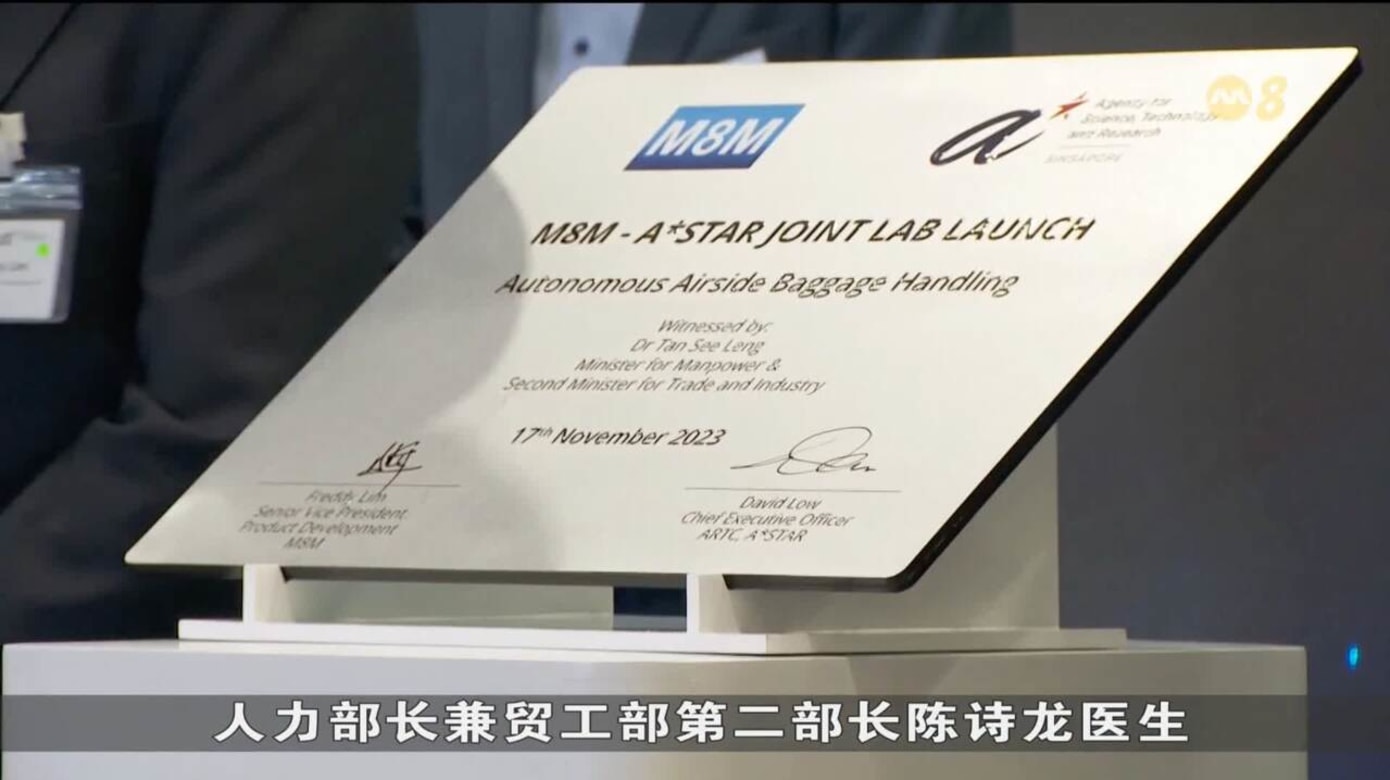 M8M
a
Agency for
Science, Technology
and Research
SINGAPORE
8
M8M - A*STAR JOINT LAB LAUNCH
Autonomous Airside Baggage Handling
Witnessed by:
Dr Tan See Leng
Minister for Manpower &
Second Minister for Trade and Industry
17th November 2023
Freddy Lim
Senior Vice President,
Product Development
M8M
David Low
Chief Executive Officer
ARTC, A*STAR
人力部长兼贸工部第二部长陈诗龙医生